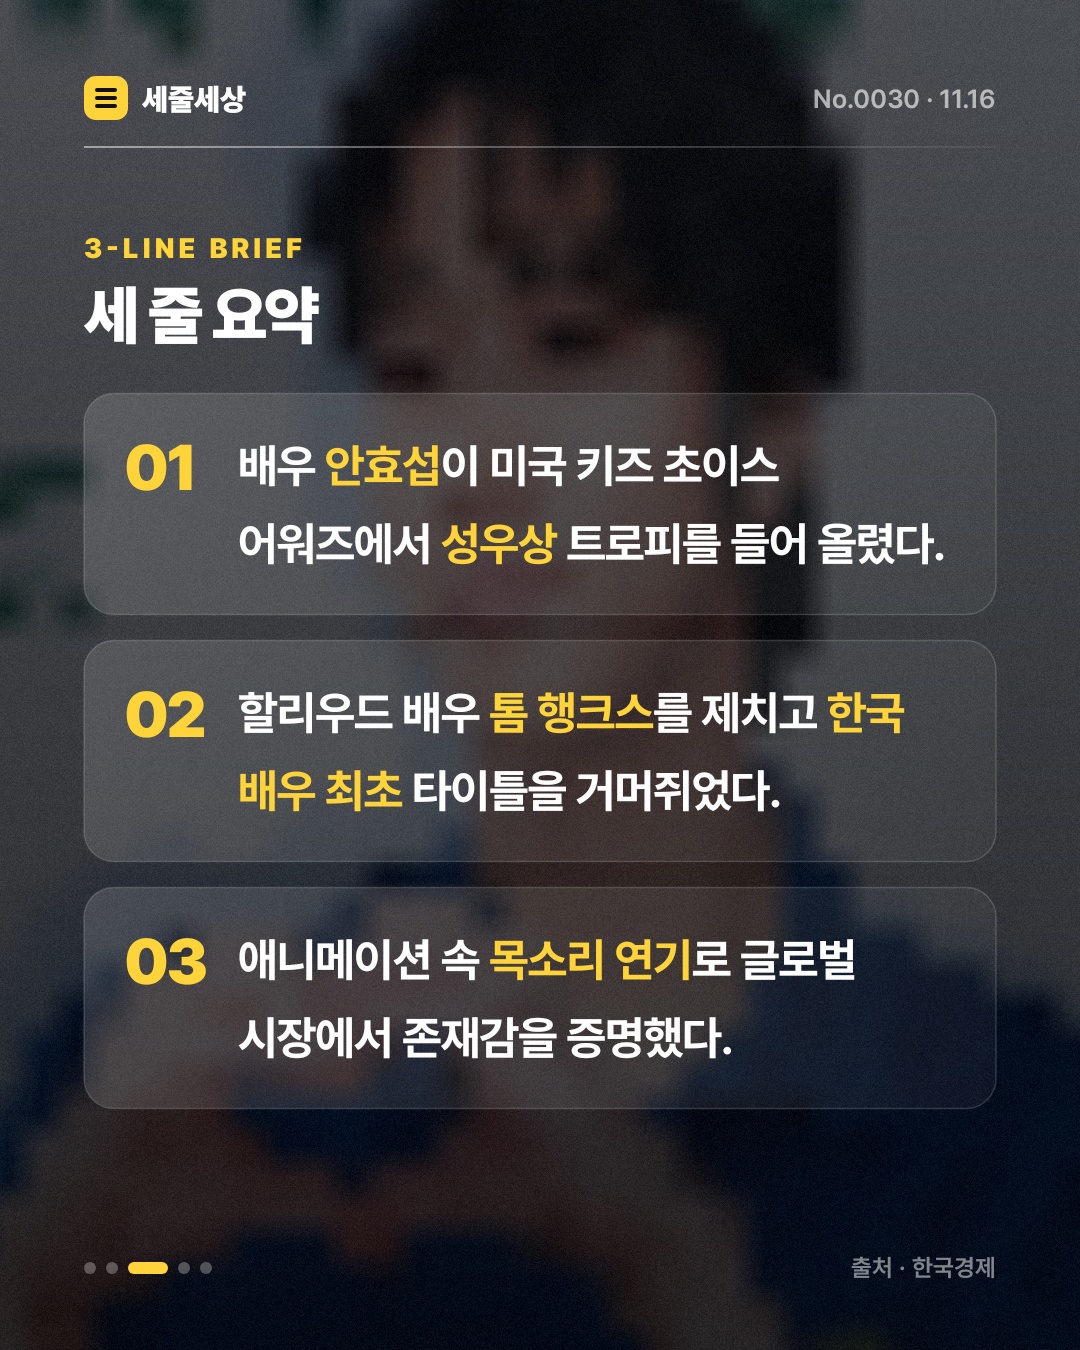 세줄세상
No.0030 · 11.16
3-LINE BRIEF
세 줄 요약
01
배우 안효섭이 미국 키즈 초이스
어워즈에서 성우상 트로피를 들어 올렸다.
02
할리우드 배우 톰 행크스를 제치고 한국
배우 최초 타이틀을 거머쥐었다.
03
애니메이션 속 목소리 연기로 글로벌
시장에서 존재감을 증명했다.
출처 · 한국경제